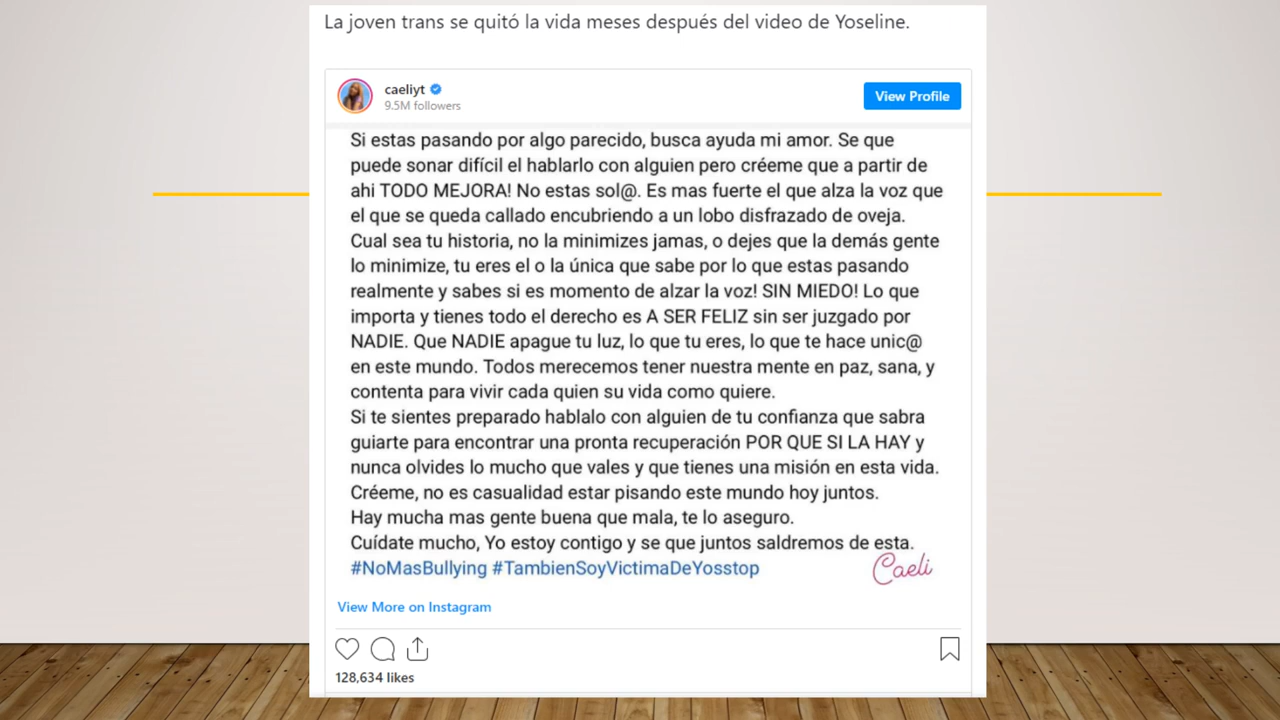 La joven trans se quitó la vida meses después del video de Yoseline.
caeliyt
9.5M followers
View Profile
Si estas pasando por algo parecido, busca ayuda mi amor. Se que
puede sonar difícil el hablarlo con alguien pero créeme que a partir de
ahi TODO MEJORA! No estas sol@. Es mas fuerte el que alza la voz que
el que se queda callado encubriendo a un lobo disfrazado de oveja.
Cual sea tu historia, no la minimizes jamas, o dejes que la demás gente
lo minimize, tu eres el o la única que sabe por lo que estas pasando
realmente y sabes si es momento de alzar la voz! SIN MIEDO! Lo que
importa y tienes todo el derecho es A SER FELIZ sin ser juzgado por
NADIE. Que NADIE apague tu luz, lo que tu eres, lo que te hace unic@
en este mundo. Todos merecemos tener nuestra mente en paz, sana, y
contenta para vivir cada quien su vida como quiere.
Si te sientes preparado hablalo con alguien de tu confianza que sabra
guiarte para encontrar una pronta recuperación POR QUE SI LA HAY y
nunca olvides lo mucho que vales y que tienes una misión en esta vida.
Créeme, no es casualidad estar pisando este mundo hoy juntos.
Hay mucha mas gente buena que mala, te lo aseguro.
Cuídate mucho, Yo estoy contigo y se que juntos saldremos de esta.
#NoMasBullying #TambienSoyVictimaDeYosstop
Caeli
View More on Instagram
128,634 likes